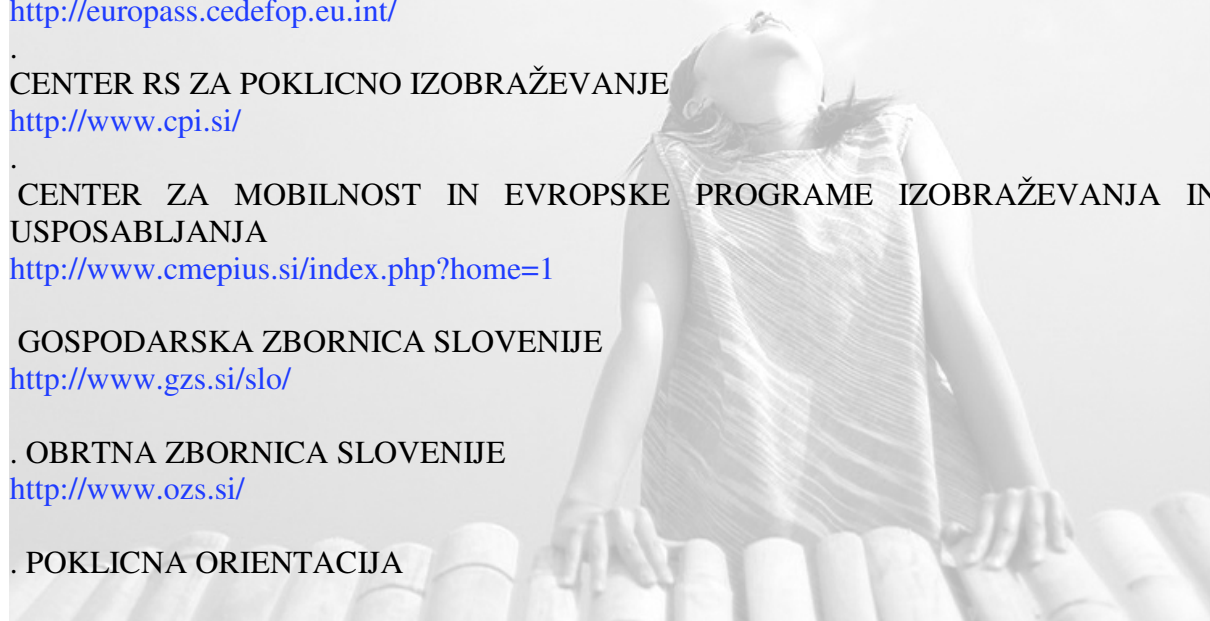 http://europass.cedefop.eu.int/
.
CENTER RS ZA POKLICNO IZOBRAŽEVANJE
http://www.cpi.si/
.
CENTER ZA MOBILNOST IN EVROPSKE PROGRAME IZOBRAŽEVANJA IN
USPOSABLJANJA
http://www.cmepius.si/index.php?home=1
GOSPODARSKA ZBORNICA SLOVENIJE
http://www.gzs.si/slo/
. OBRTNA ZBORNICA SLOVENIJE
http://www.ozs.si/
. POKLICNA ORIENTACIJA